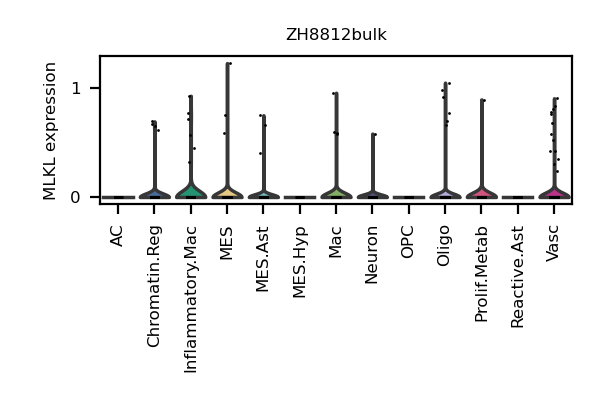 ZH8812bulk
MLKL expression
1
0
AC
Chromatin.Reg
Inflammatory.Mac
MES
MES.Ast
MES.Hyp
Mac
Neuron
OPC
Oligo
Prolif.Metab
Reactive.Ast
Vasc